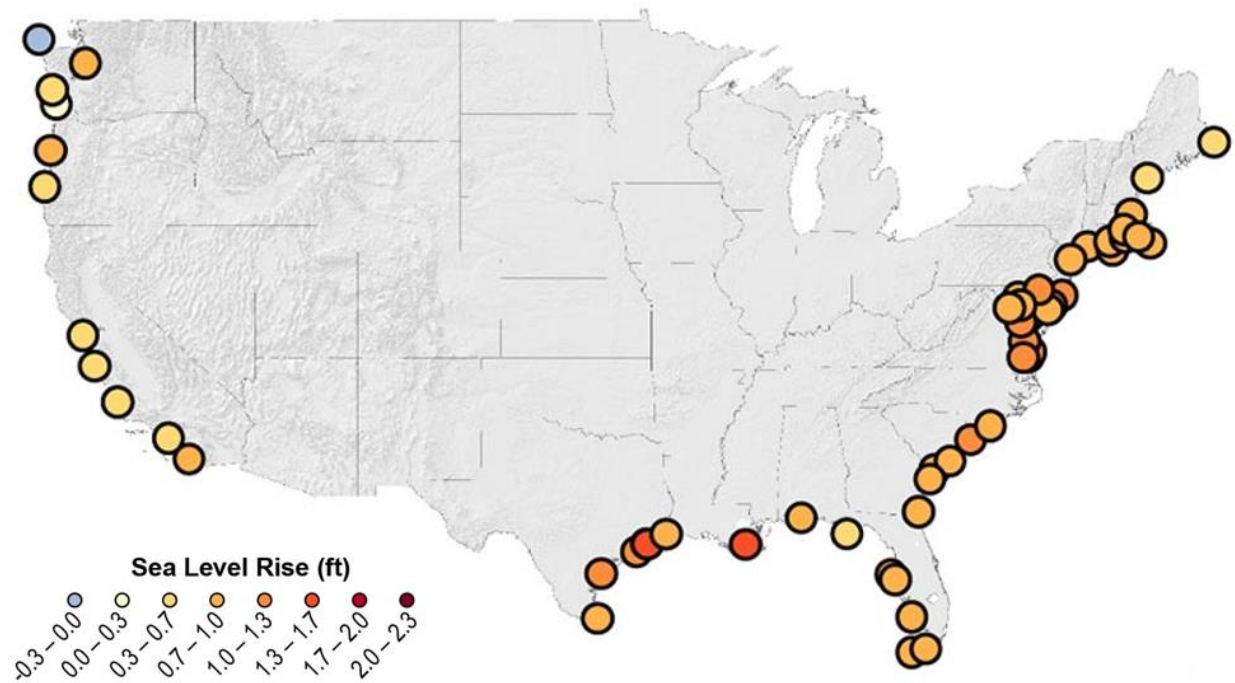 Sea Level Rise (ft)
-0.3 – 0.0
0.0 – 0.3
0.3 – 0.7
0.7 – 1.0
1.0 – 1.3
1.3 – 1.7
1.7 – 2.0
2.0 – 2.3